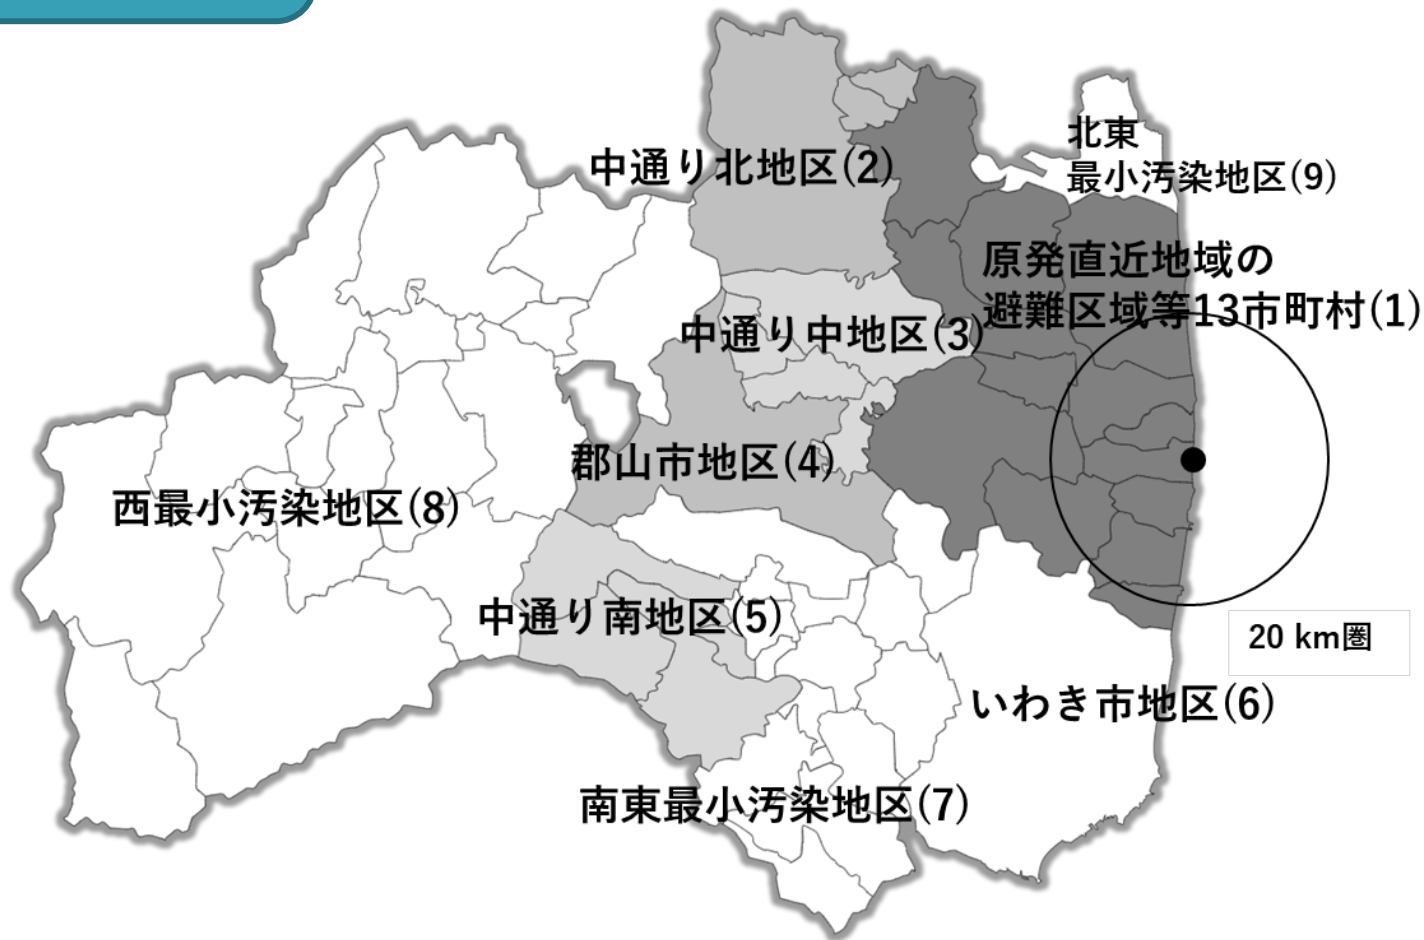 中通り北地区(2)
北東
最小汚染地区(9)
原発直近地域の
避難区域等13市町村(1)
中通り中地区(3)
郡山市地区(4)
西最小汚染地区(8)
中通り南地区(5)
20 km圏
いわき市地区(6)
南東最小汚染地区(7)